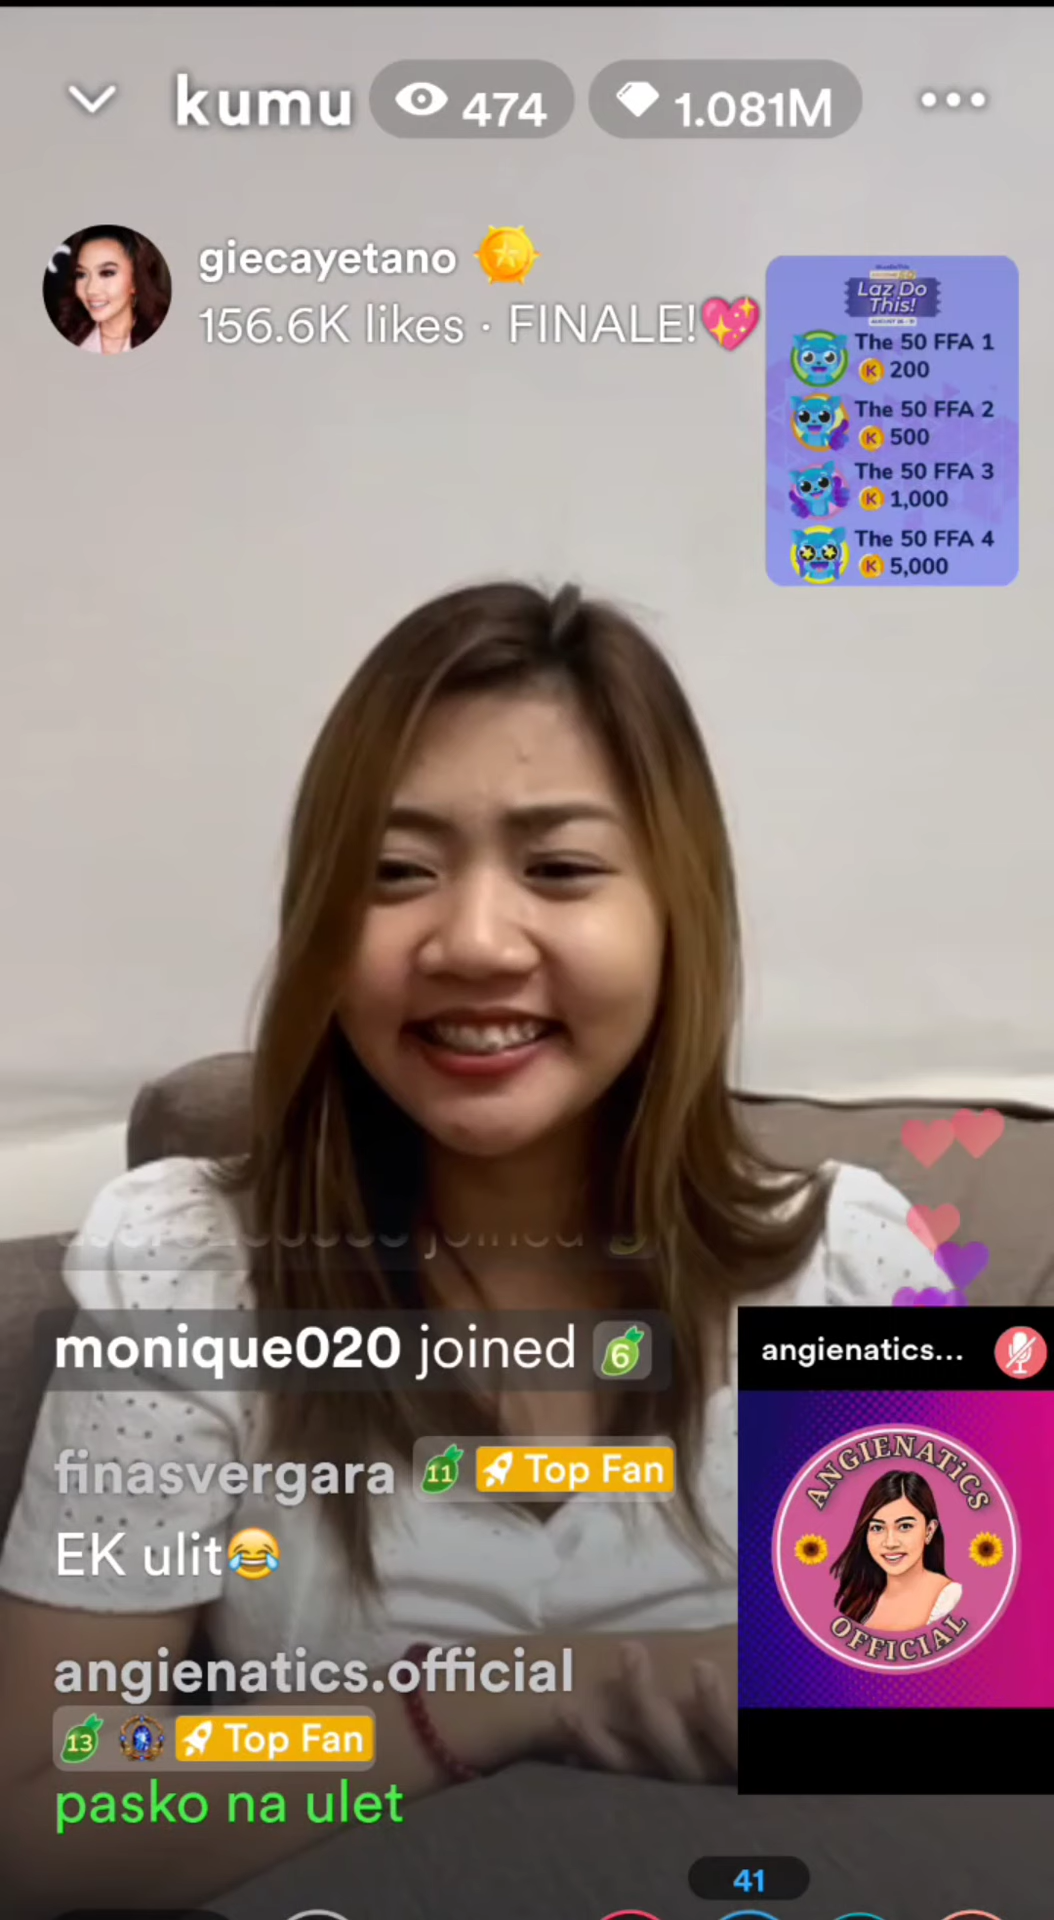 kumu 474 1.081M
giecayetano
156.6K likes · FINALE!💖
Laz Do
This!
The 50 FFA 1
K 200
The 50 FFA 2
K 500
The 50 FFA 3
K 1,000
The 50 FFA 4
K 5,000
joined
monique020 joined 6
angienatics...
finasvergara 11 Top Fan
EK ulit😂
ANGIENATICS
OFFICIAL
angienatics.official
13 Top Fan
pasko na ulet
41